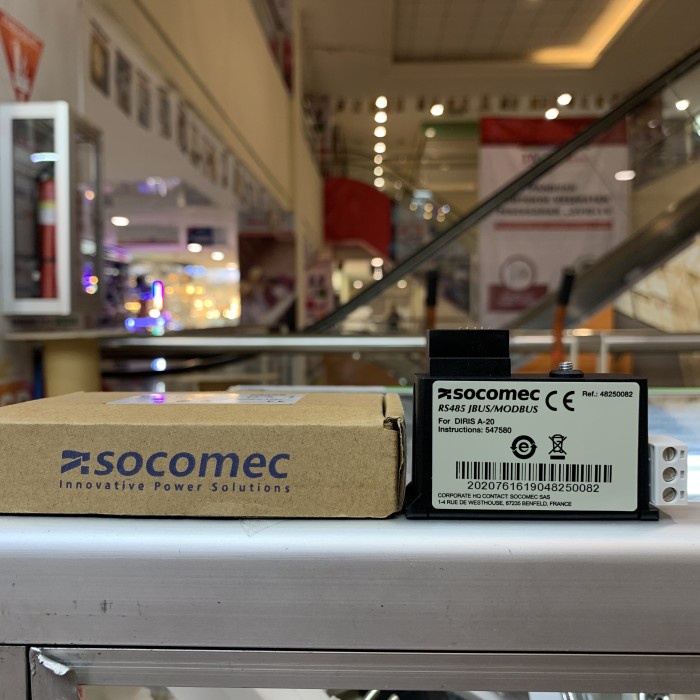 socomec
Innovative Power Solutions
socomec CE Ref.: 48250082
RS485 JBUS/MODBUS
For DIRIS A-20
Instructions: 547580
2020761619048250082
CORPORATE HQ CONTACT: SOCOMEC SAS
1-4 RUE DE WESTHOUSE, 67235 BENFELD, FRANCE